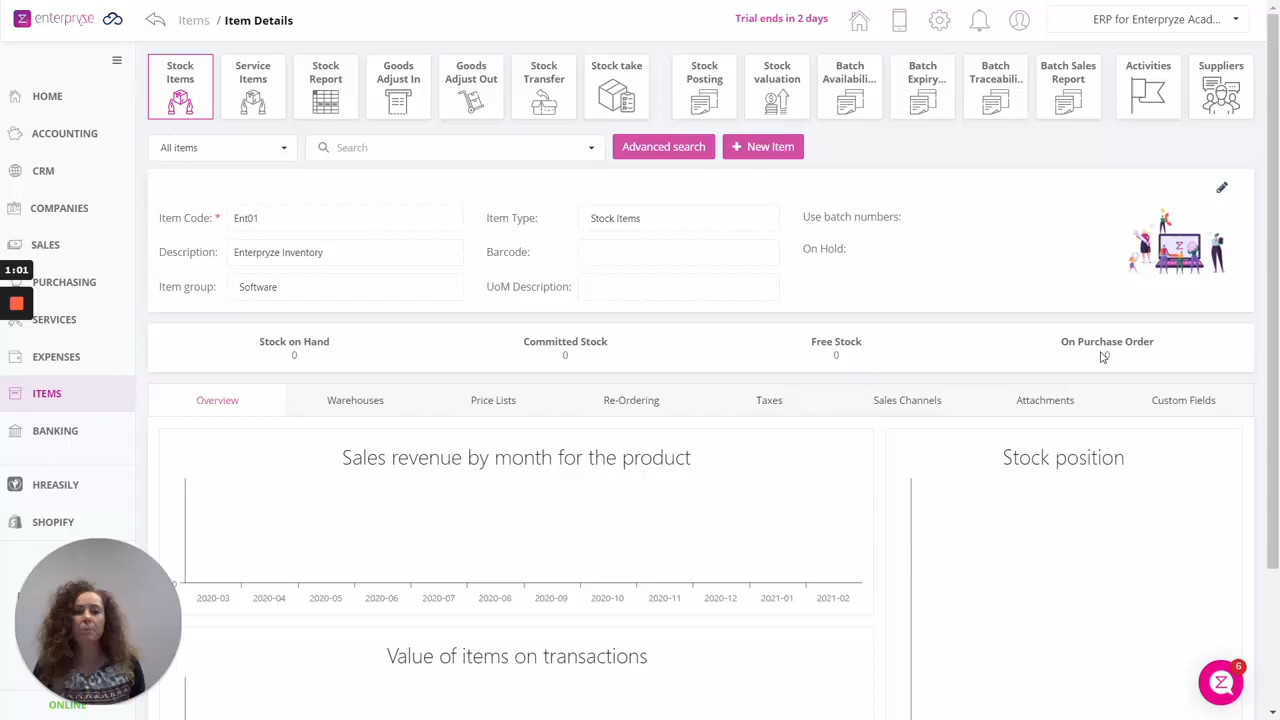 enterpryze
Items / Item Details
Trial ends in 2 days
ERP for Enterpryze Acad...
Stock Items
Service Items
Stock Report
Goods Adjust In
Goods Adjust Out
Stock Transfer
Stock take
Stock Posting
Stock valuation
Batch Availabili...
Batch Expiry...
Batch Traceabili...
Batch Sales Report
Activities
Suppliers
HOME
ACCOUNTING
CRM
COMPANIES
SALES
PURCHASING
SERVICES
EXPENSES
ITEMS
BANKING
HREASILY
SHOPIFY
ONLINE
1:01
All items
Search
Advanced search
+ New Item
Item Code: * Ent01
Item Type: Stock Items
Use batch numbers:
Description: Enterpryze Inventory
Barcode:
On Hold:
Item group: Software
UoM Description:
Stock on Hand
0
Committed Stock
0
Free Stock
0
On Purchase Order
0
Overview
Warehouses
Price Lists
Re-Ordering
Taxes
Sales Channels
Attachments
Custom Fields
Sales revenue by month for the product
2020-03 2020-04 2020-05 2020-06 2020-07 2020-08 2020-09 2020-10 2020-11 2020-12 2021-01 2021-02
Stock position
Value of items on transactions
6